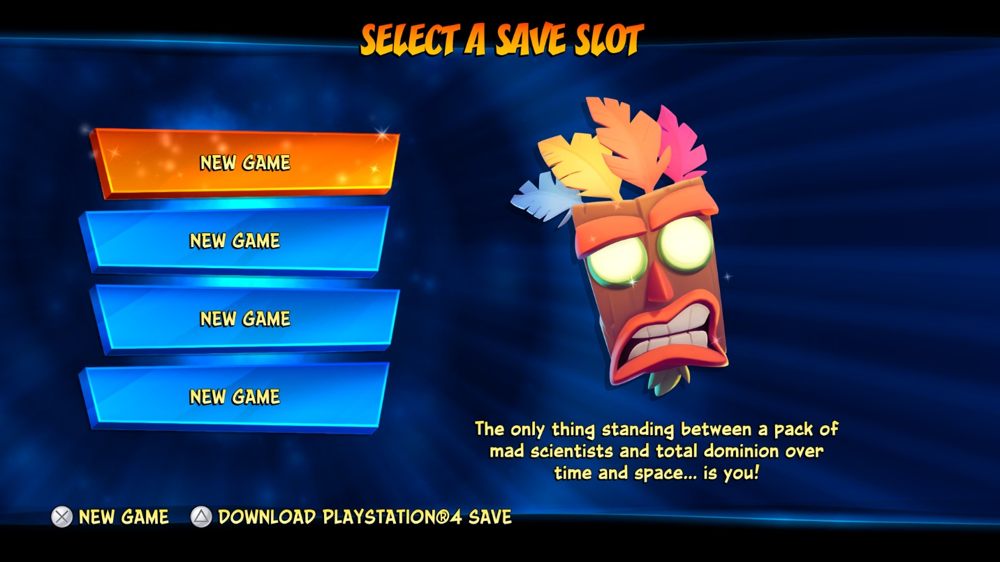 SELECT A SAVE SLOT
NEW GAME
NEW GAME
NEW GAME
NEW GAME
The only thing standing between a pack of
mad scientists and total dominion over
time and space... is you!
NEW GAME
DOWNLOAD PLAYSTATION®4 SAVE